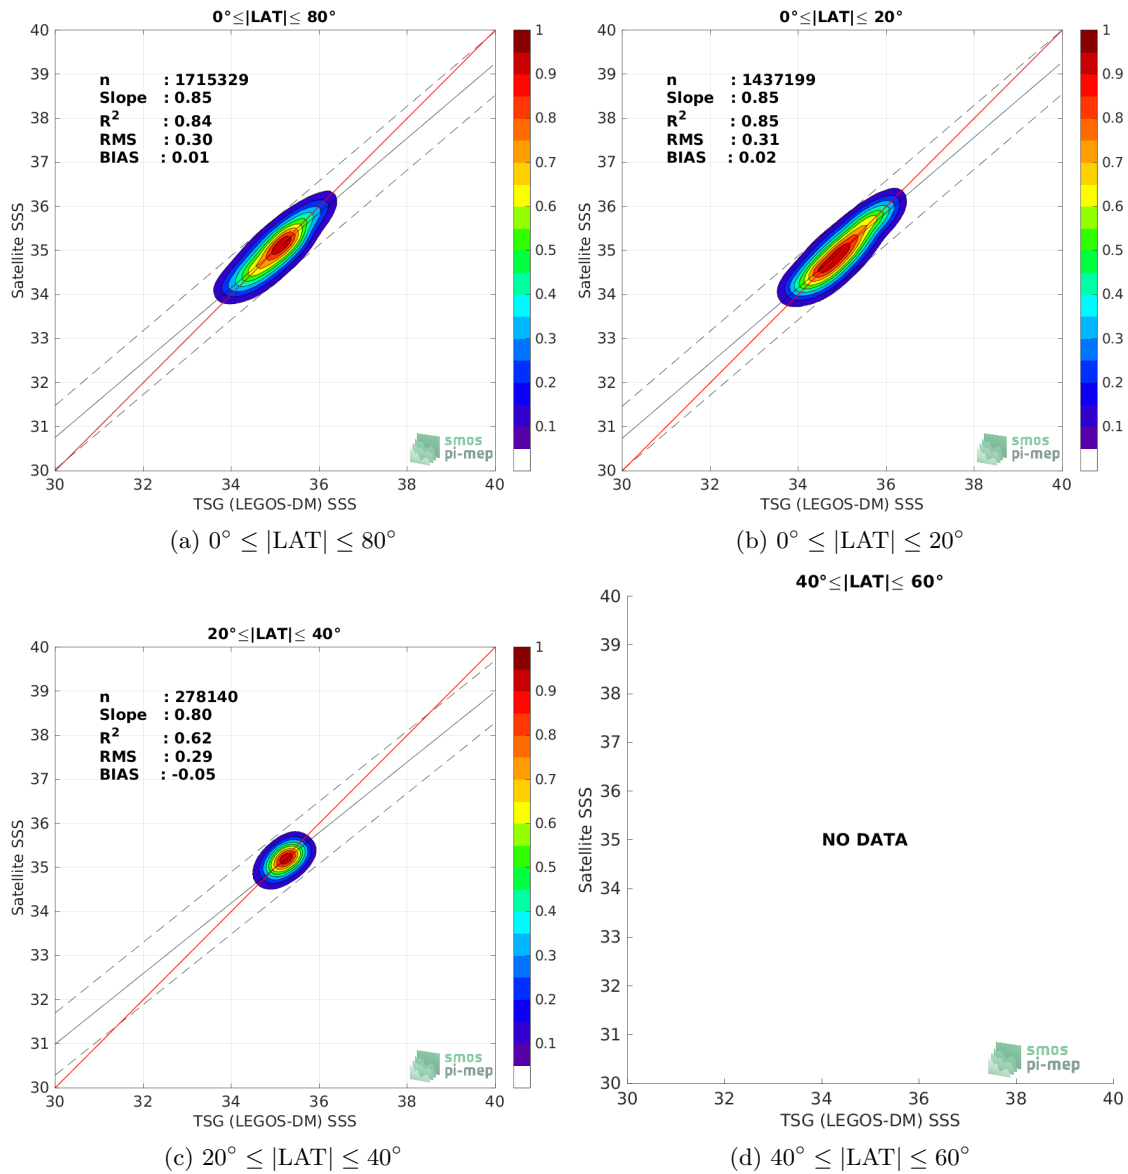 0°≤|LAT|≤ 80°
n : 1715329
Slope : 0.85
R² : 0.84
RMS : 0.30
BIAS : 0.01
40
39
38
37
36
35
34
33
32
31
30
Satellite SSS
30 32 34 36 38 40
TSG (LEGOS-DM) SSS
1
0.9
0.8
0.7
0.6
0.5
0.4
0.3
0.2
0.1
smos
pi-mep
(a) 0° ≤ |LAT| ≤ 80°
0°≤|LAT|≤ 20°
n : 1437199
Slope : 0.85
R² : 0.85
RMS : 0.31
BIAS : 0.02
40
39
38
37
36
35
34
33
32
31
30
Satellite SSS
30 32 34 36 38 40
TSG (LEGOS-DM) SSS
1
0.9
0.8
0.7
0.6
0.5
0.4
0.3
0.2
0.1
smos
pi-mep
(b) 0° ≤ |LAT| ≤ 20°
20°≤|LAT|≤ 40°
n : 278140
Slope : 0.80
R² : 0.62
RMS : 0.29
BIAS : -0.05
40
39
38
37
36
35
34
33
32
31
30
Satellite SSS
30 32 34 36 38 40
TSG (LEGOS-DM) SSS
1
0.9
0.8
0.7
0.6
0.5
0.4
0.3
0.2
0.1
smos
pi-mep
(c) 20° ≤ |LAT| ≤ 40°
40°≤|LAT|≤ 60°
40
39
38
37
36
35
34
33
32
31
30
Satellite SSS
NO DATA
30 32 34 36 38 40
TSG (LEGOS-DM) SSS
smos
pi-mep
(d) 40° ≤ |LAT| ≤ 60°